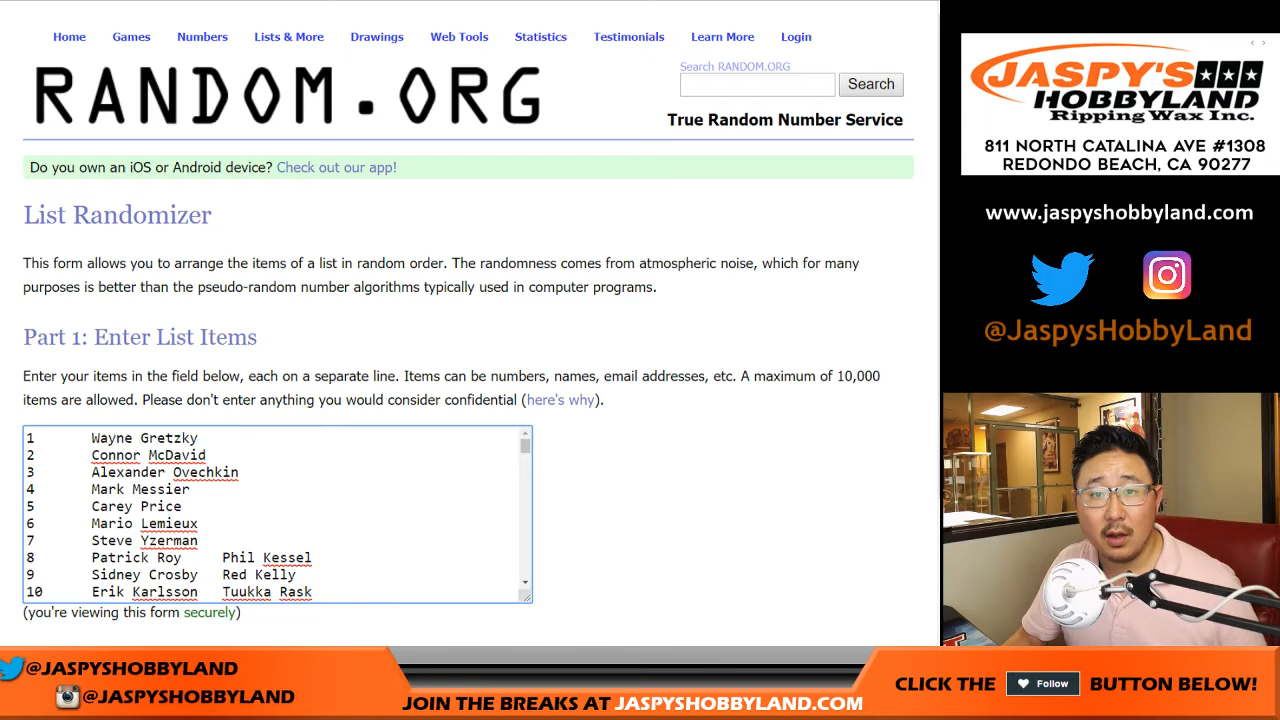 Home Games Numbers Lists & More Drawings Web Tools Statistics Testimonials Learn More Login
RANDOM.ORG
Search RANDOM.ORG
Search
True Random Number Service
Do you own an iOS or Android device? Check out our app!
List Randomizer
This form allows you to arrange the items of a list in random order. The randomness comes from atmospheric noise, which for many
purposes is better than the pseudo-random number algorithms typically used in computer programs.
Part 1: Enter List Items
Enter your items in the field below, each on a separate line. Items can be numbers, names, email addresses, etc. A maximum of 10,000
items are allowed. Please don't enter anything you would consider confidential (here's why).
1 Wayne Gretzky
2 Connor McDavid
3 Alexander Ovechkin
4 Mark Messier
5 Carey Price
6 Mario Lemieux
7 Steve Yzerman
8 Patrick Roy Phil Kessel
9 Sidney Crosby Red Kelly
10 Erik Karlsson Tuukka Rask
(you're viewing this form securely)
JASPY'S
HOBBYLAND
Ripping Wax Inc.
811 NORTH CATALINA AVE #1308
REDONDO BEACH, CA 90277
www.jaspyshobbyland.com
@JaspysHobbyLand
@JASPYSHOBBYLAND
@JASPYSHOBBYLAND
JOIN THE BREAKS AT JASPYSHOBBYLAND.COM
CLICK THE Follow BUTTON BELOW!